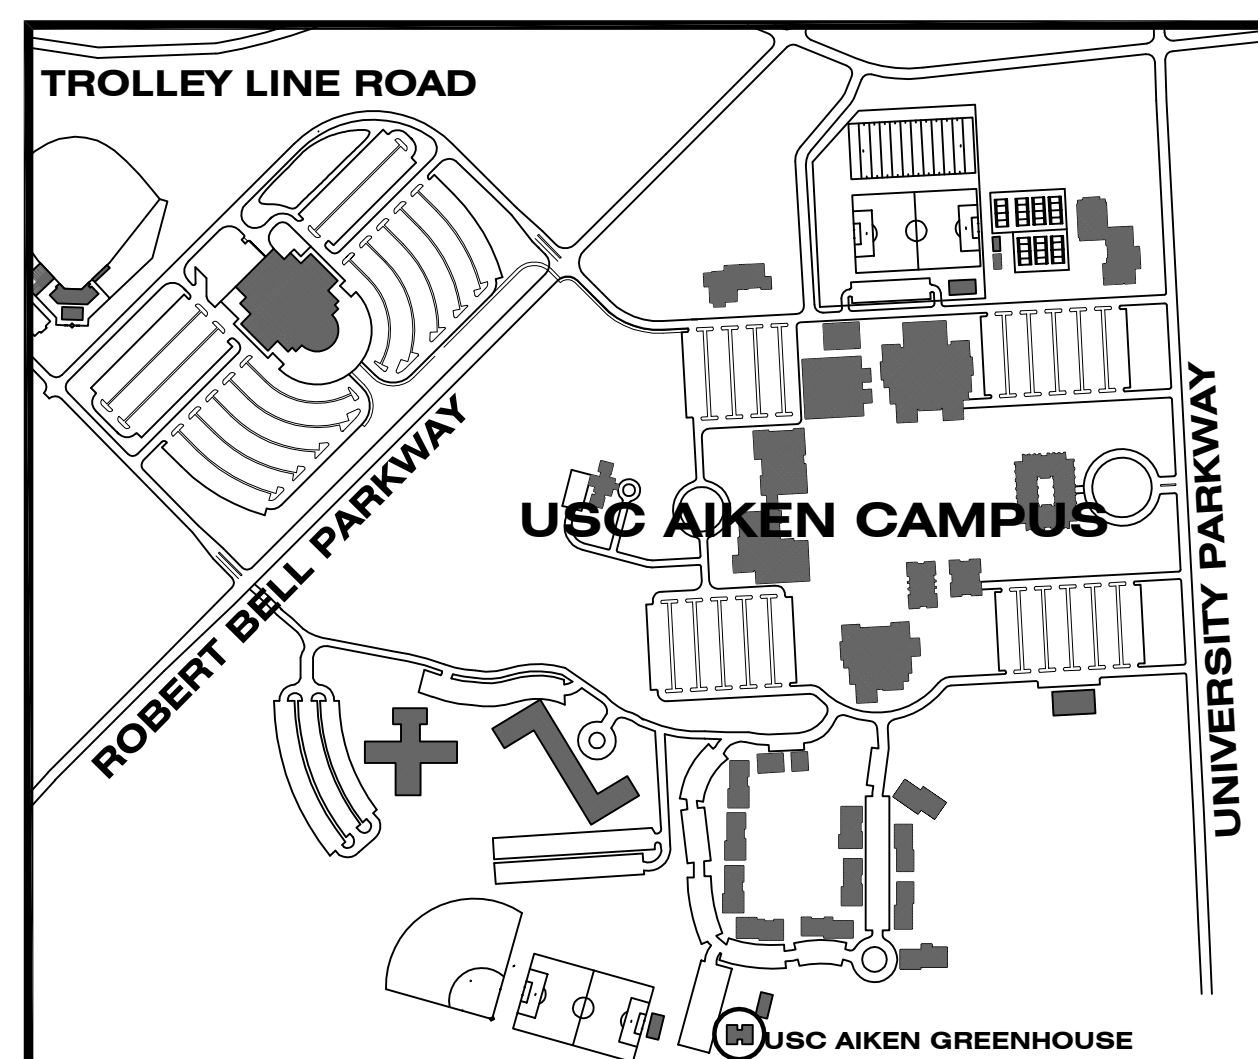 TROLLEY LINE ROAD
ROBERT BELL PARKWAY
USC AIKEN CAMPUS
UNIVERSITY PARKWAY
USC AIKEN GREENHOUSE